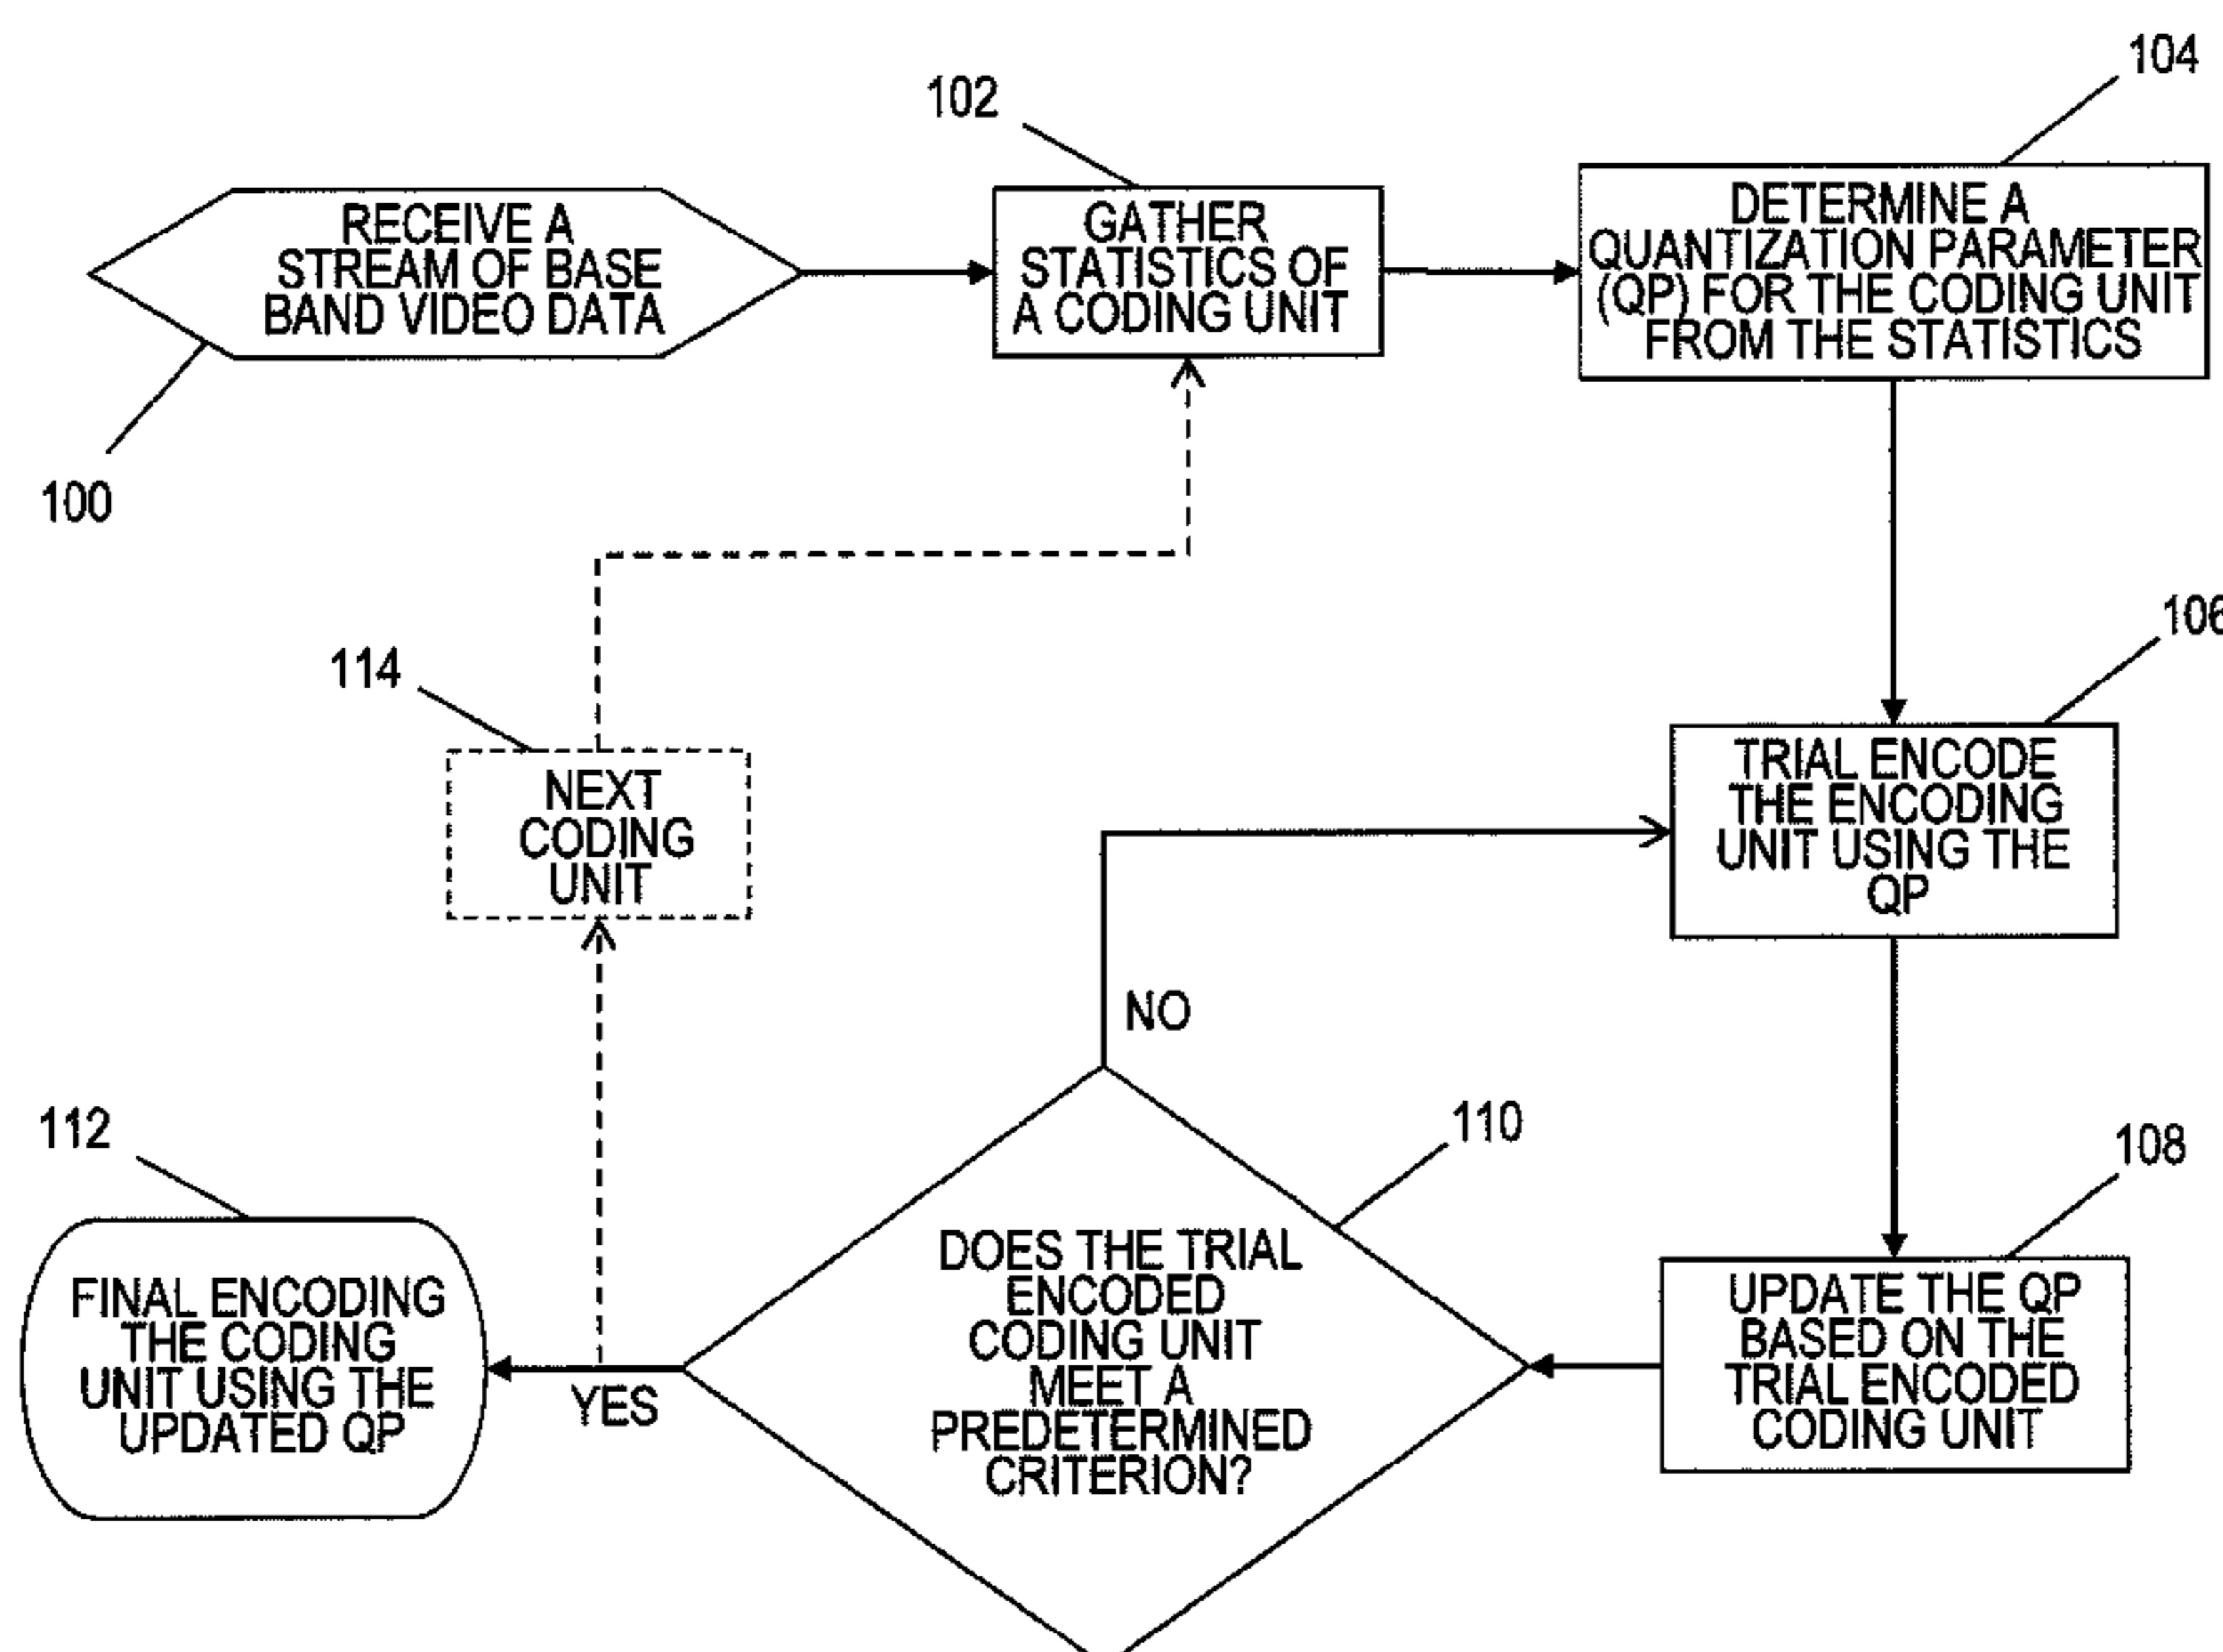 104
102
RECEIVE A
STREAM OF BASE
BAND VIDEO DATA
GATHER
STATISTICS OF
A CODING UNIT
DETERMINE A
QUANTIZATION PARAMETER
(QP) FOR THE CODING UNIT
FROM THE STATISTICS
100
106
114
NEXT
CODING
UNIT
TRIAL ENCODE
THE ENCODING
UNIT USING THE
QP
NO
112
110
108
FINAL ENCODING
THE CODING
UNIT USING THE
UPDATED QP
YES
DOES THE TRIAL
ENCODED
CODING UNIT
MEET A
PREDETERMINED
CRITERION?
UPDATE THE QP
BASED ON THE
TRIAL ENCODED
CODING UNIT